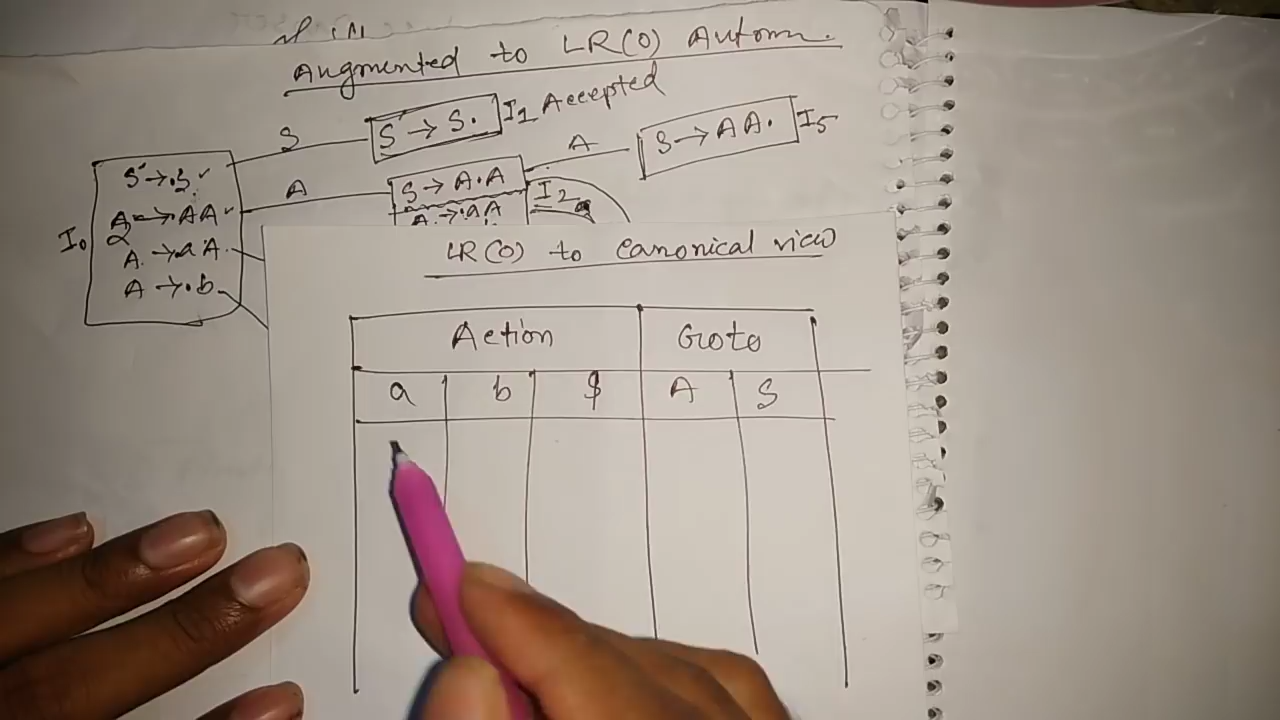 Augmented to LR(0) Autom.
S' → S. I1 Accepted
S
A
S → AA. I5
S' → .S
A
S → A.A
I2
A → .AA
A → .aA
I0
A. → a A.
A → .b
LR(0) to Canonical view
Action Goto
a b $ A S